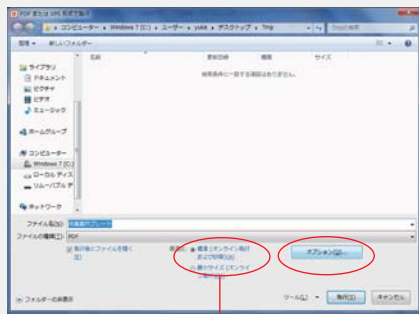 PDF または XPS 形式で発行
コンピューター ▸ Windows 7 (C:) ▸ ユーザー ▸ yuke ▸ デスクトップ ▸ Ting
整理 ▼ 新しいフォルダー
名前 更新日時 種類 サイズ
検索条件に一致する項目はありません。
ライブラリ
ドキュメント
ピクチャ
ビデオ
ミュージック
ホームグループ
コンピューター
Windows 7 (C:)
ローカル ディス
リムーバブル デ
ネットワーク
ファイル名(N):
ファイルの種類(T): PDF
発行後にファイルを開く
(E)
標準 (オンライン発行
および印刷)(A)
最小サイズ (オンライ
ン発行)(M)
オプション(O)...
フォルダーの非表示
ツール(L) ▼ 発行(S) キャンセル